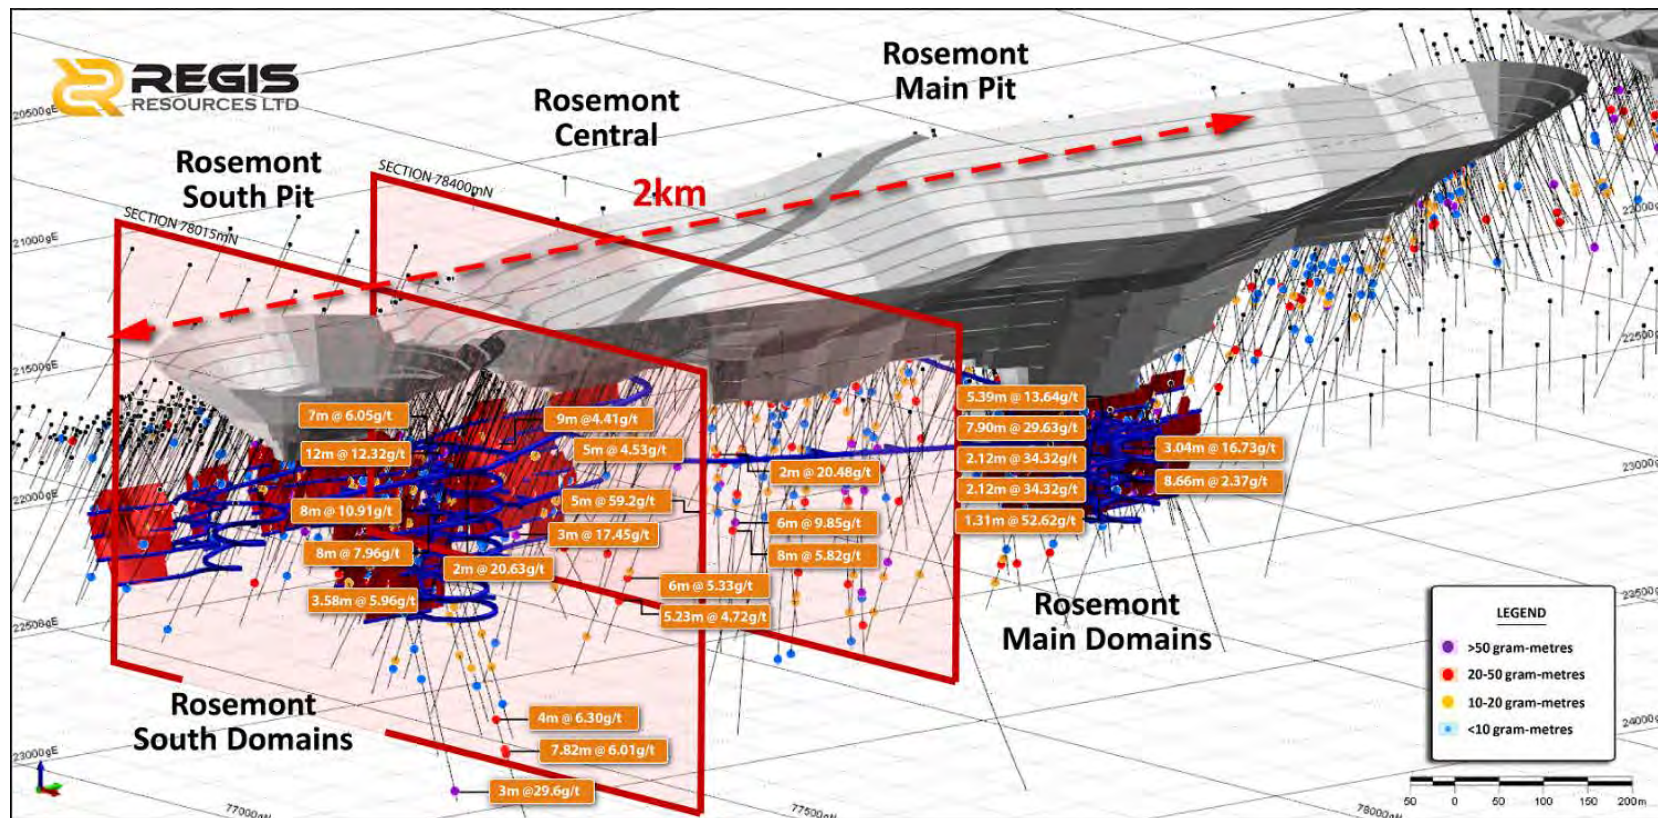 REGIS
RESOURCES LTD
Rosemont
Main Pit
Rosemont
Central
Rosemont
South Pit
2km
SECTION 78400mN
SECTION 78015mN
20500gE
21000gE
21500gE
22000gE
22500gE
23000gE
7m @ 6.05g/t
9m @4.41g/t
12m @ 12.32g/t
5m @ 4.53g/t
2m @ 20.48g/t
5m @ 59.2g/t
8m @ 10.91g/t
6m @ 9.85g/t
3m @ 17.45g/t
8m @ 5.82g/t
8m @ 7.96g/t
2m @ 20.63g/t
6m @ 5.33g/t
3.58m @ 5.96g/t
5.23m @ 4.72g/t
4m @ 6.30g/t
7.82m @ 6.01g/t
3m @29.6g/t
5.39m @ 13.64g/t
7.90m @ 29.63g/t
3.04m @ 16.73g/t
2.12m @ 34.32g/t
8.66m @ 2.37g/t
2.12m @ 34.32g/t
1.31m @ 52.62g/t
Rosemont
Main Domains
Rosemont
South Domains
22000gE
22500gE
23000gE
23500gE
24000gE
77000gN
77500gN
78000gN
LEGEND
>50 gram-metres
20-50 gram-metres
10-20 gram-metres
<10 gram-metres
50 0 50 100 150 200m